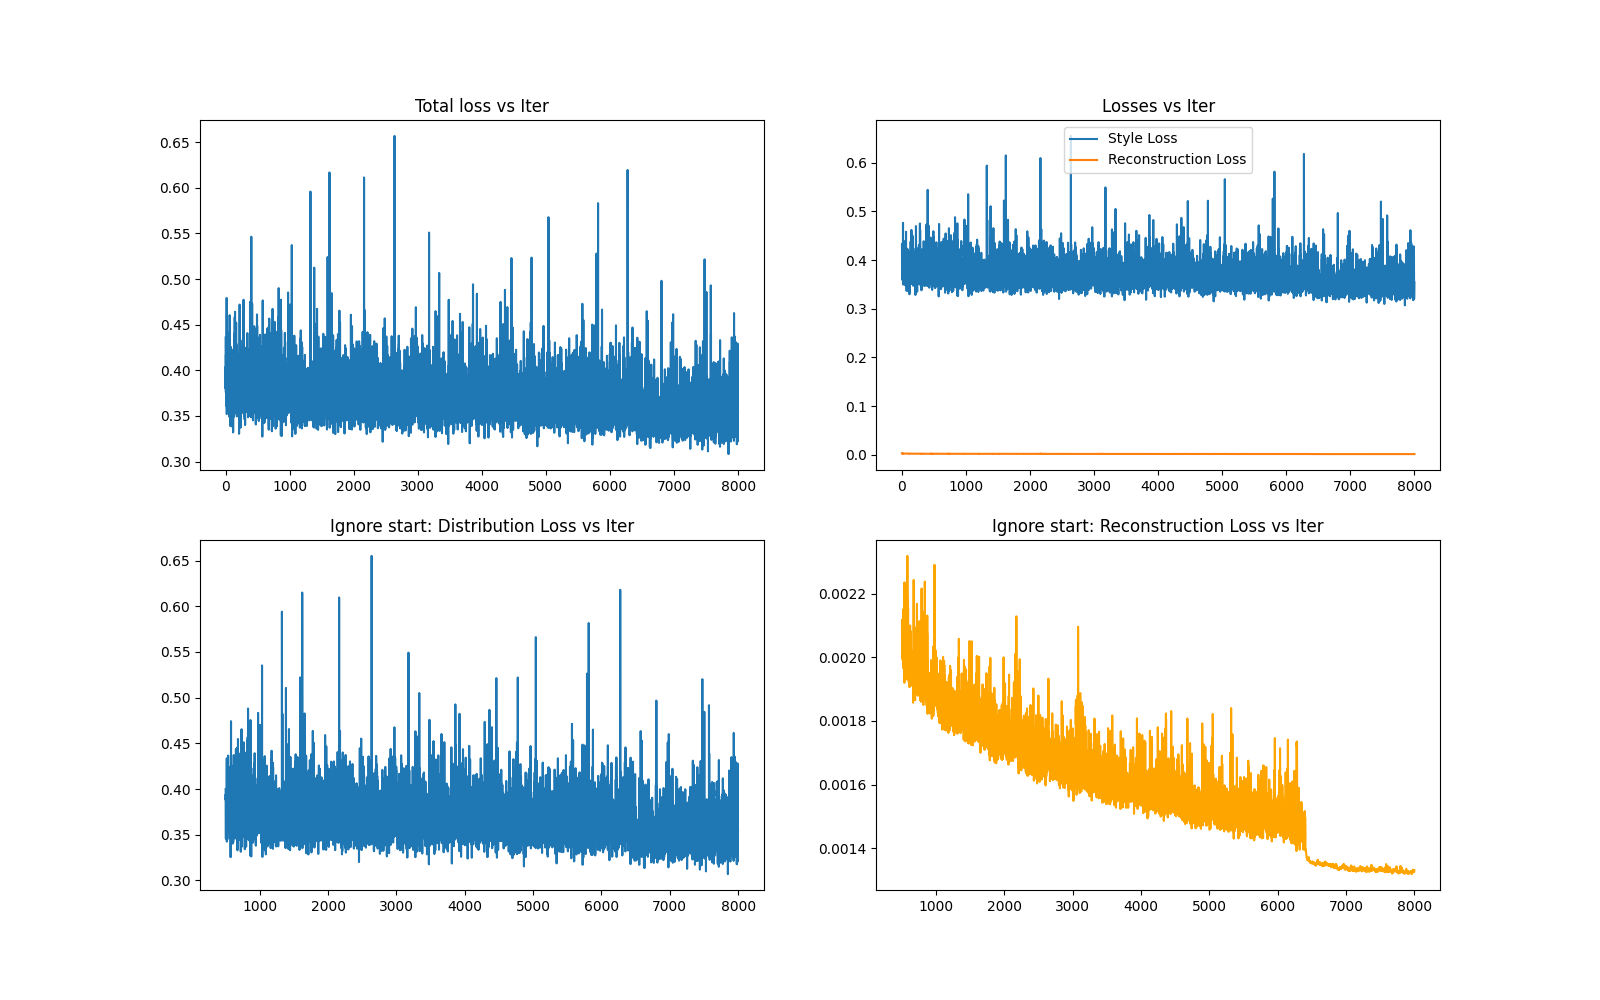 Total loss vs Iter
0.65
0.60
0.55
0.50
0.45
0.40
0.35
0.30
0 1000 2000 3000 4000 5000 6000 7000 8000
Losses vs Iter
Style Loss
Reconstruction Loss
0.6
0.5
0.4
0.3
0.2
0.1
0.0
0 1000 2000 3000 4000 5000 6000 7000 8000
Ignore start: Distribution Loss vs Iter
0.65
0.60
0.55
0.50
0.45
0.40
0.35
0.30
1000 2000 3000 4000 5000 6000 7000 8000
Ignore start: Reconstruction Loss vs Iter
0.0022
0.0020
0.0018
0.0016
0.0014
1000 2000 3000 4000 5000 6000 7000 8000